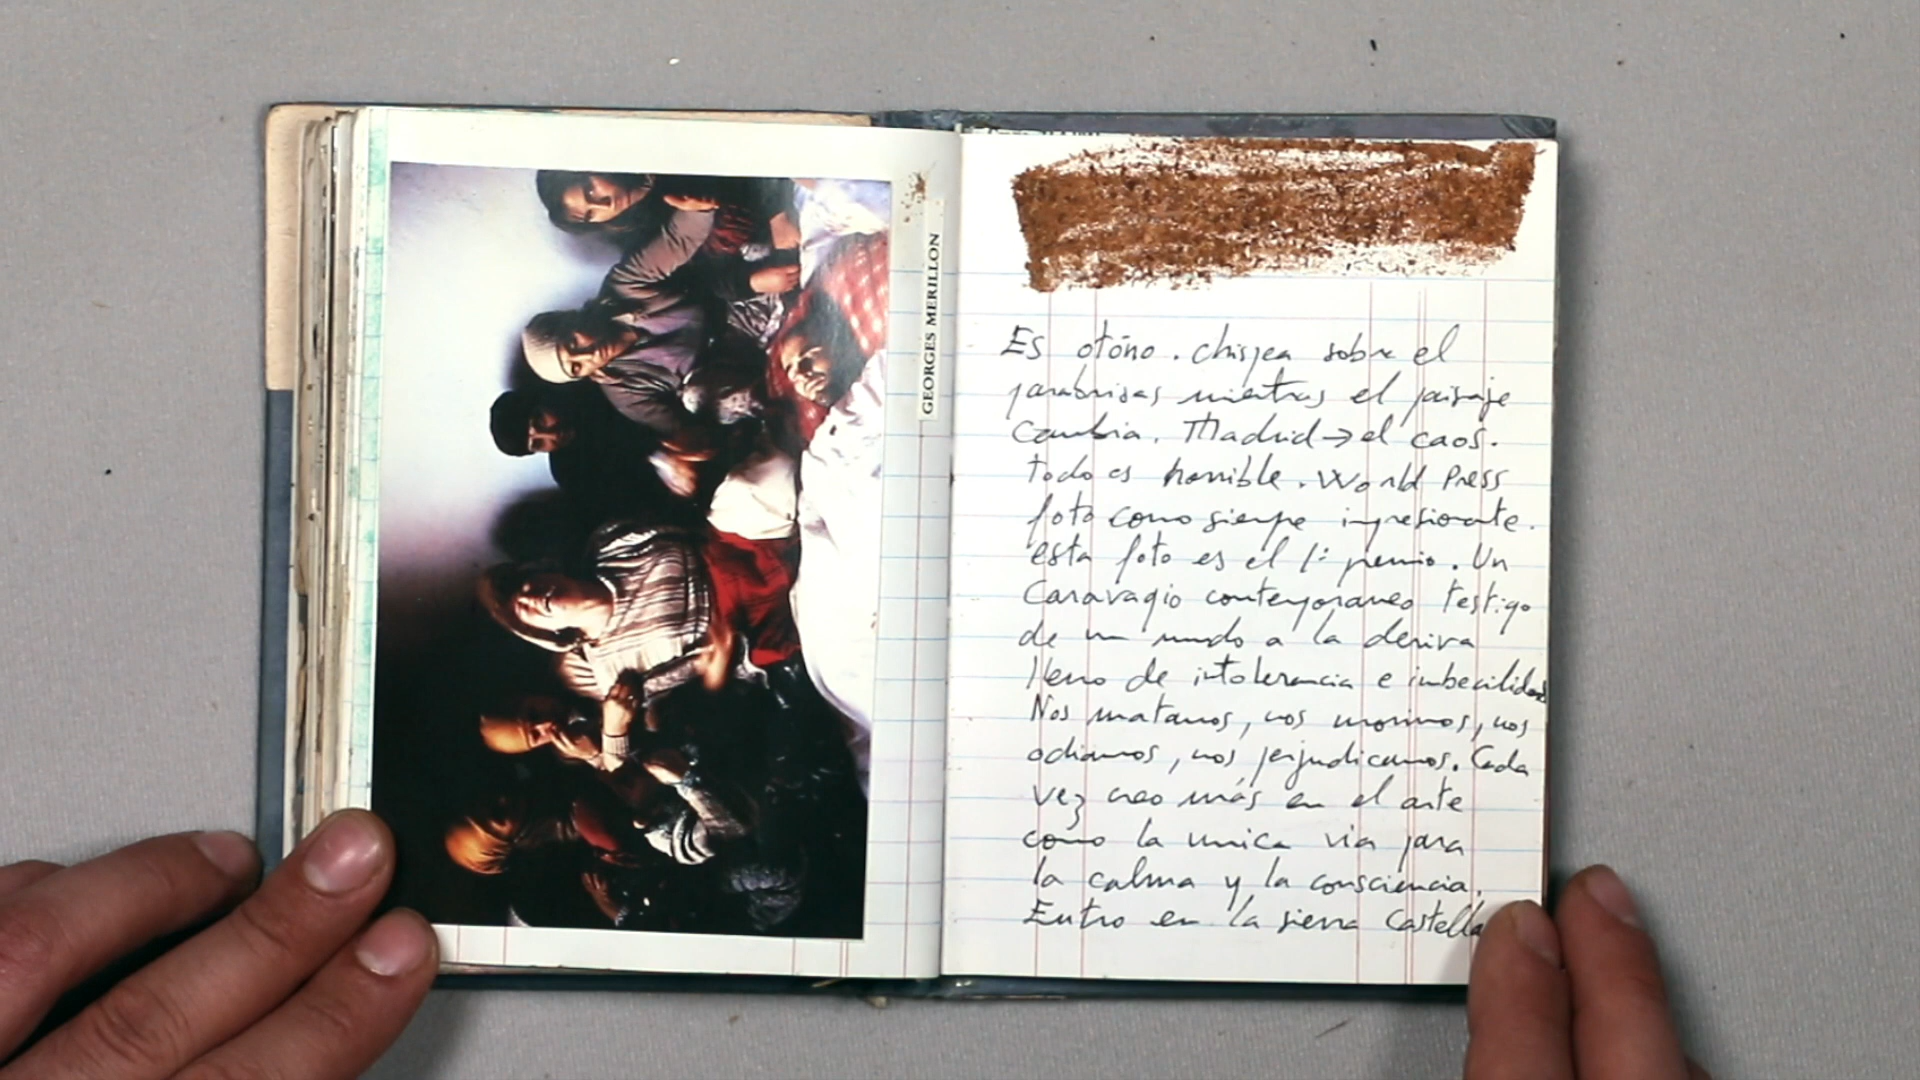 GEORGES MERILLON
Es otóno. chispea sobre el
parabrisas mientras el paisaje
cambia. Madrid → el caos.
todo es horrible. World Press
foto como siempre impresionante.
esta foto es el 1º premio. Un
Caravagio contemporaneo testigo
de un mundo a la deriva
lleno de intolerancia e imbecilidad
Nos matamos, nos morimos, nos
odiamos, nos perjudicamos. Cada
vez creo más en el arte
como la unica via para
la calma y la consciencia.
Entro en la sierra Castella